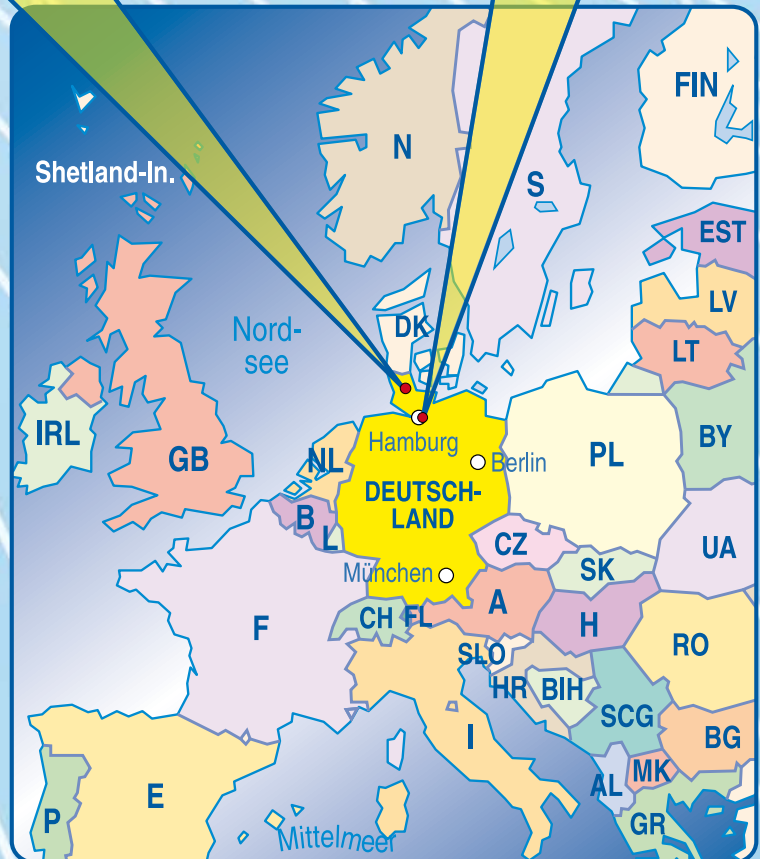 FIN
N
Shetland-In.
S
EST
LV
Nord-
see
DK
LT
IRL
GB
BY
Hamburg
NL
Berlin
PL
DEUTSCH-
LAND
B
L
CZ
UA
München
SK
A
CH
FL
F
H
RO
SLO
HR
BIH
SCG
I
BG
MK
AL
E
P
GR
Mittelmeer